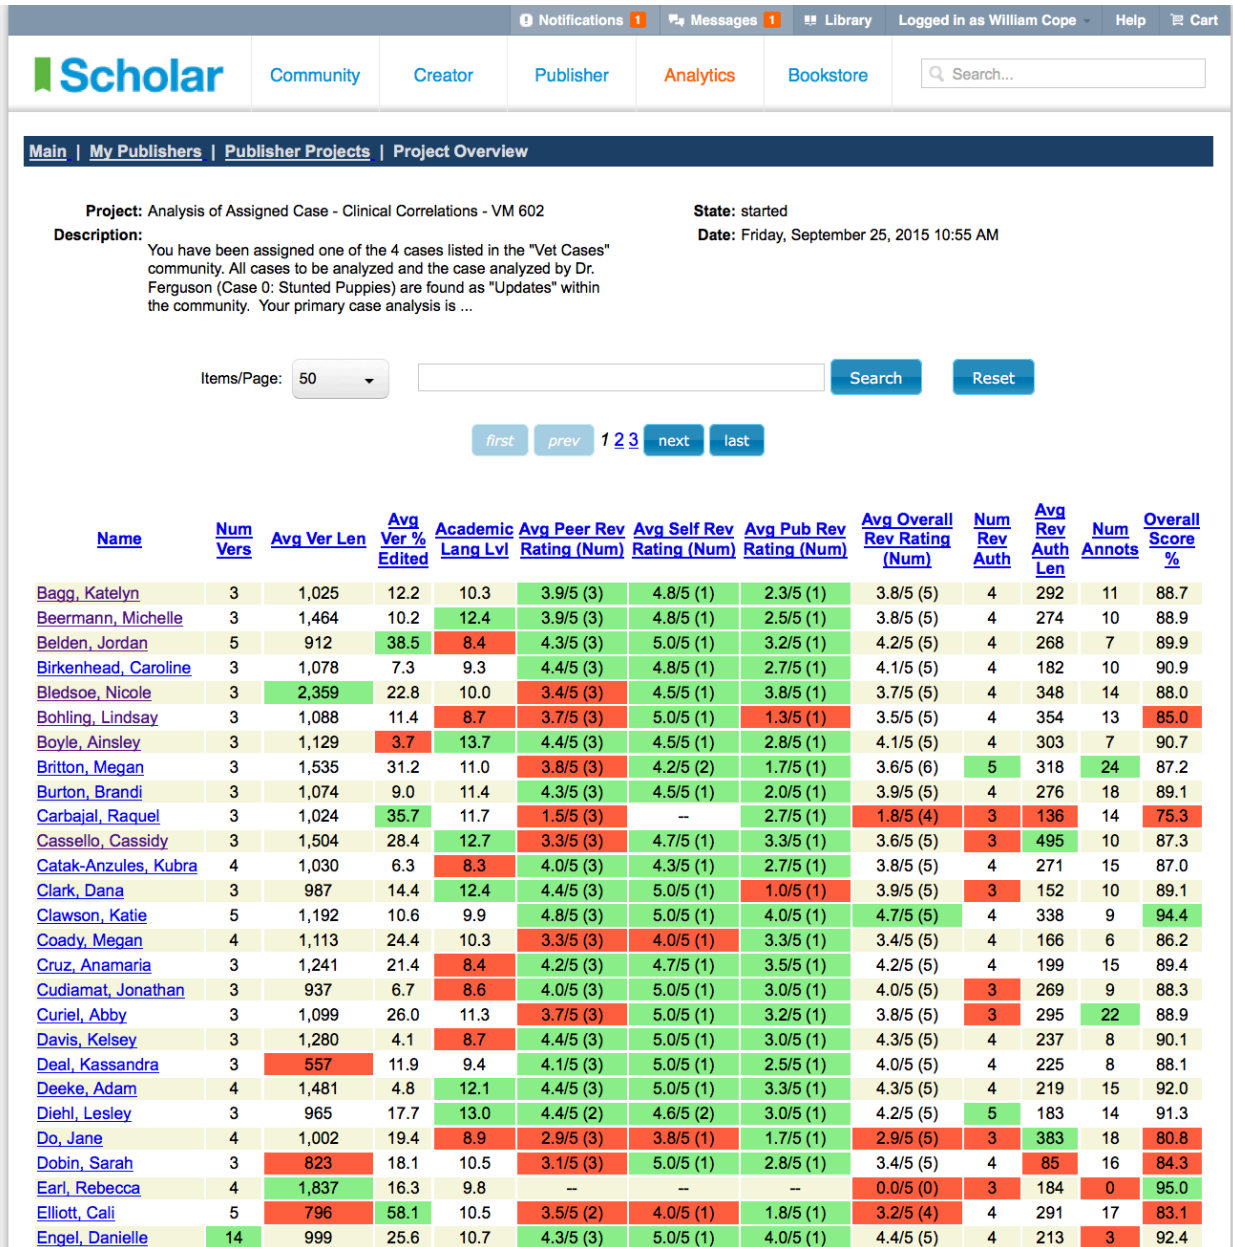 Notifications 1 Messages 1 Library Logged in as William Cope Help Cart
Scholar Community Creator Publisher Analytics Bookstore Search...
Main | My Publishers | Publisher Projects | Project Overview
Project: Analysis of Assigned Case - Clinical Correlations - VM 602 State: started
Description: Date: Friday, September 25, 2015 10:55 AM
You have been assigned one of the 4 cases listed in the "Vet Cases"
community. All cases to be analyzed and the case analyzed by Dr.
Ferguson (Case 0: Stunted Puppies) are found as "Updates" within
the community. Your primary case analysis is ...
Items/Page: 50 Search Reset
first prev 1 2 3 next last
Name Num Vers Avg Ver Len Avg Ver % Edited Academic Lang Lvl Avg Peer Rev Rating (Num) Avg Self Rev Rating (Num) Avg Pub Rev Rating (Num) Avg Overall Rev Rating (Num) Num Rev Auth Avg Rev Auth Len Num Annots Overall Score %
Bagg, Katelyn 3 1,025 12.2 10.3 3.9/5 (3) 4.8/5 (1) 2.3/5 (1) 3.8/5 (5) 4 292 11 88.7
Beermann, Michelle 3 1,464 10.2 12.4 3.9/5 (3) 4.8/5 (1) 2.5/5 (1) 3.8/5 (5) 4 274 10 88.9
Belden, Jordan 5 912 38.5 8.4 4.3/5 (3) 5.0/5 (1) 3.2/5 (1) 4.2/5 (5) 4 268 7 89.9
Birkenhead, Caroline 3 1,078 7.3 9.3 4.4/5 (3) 4.8/5 (1) 2.7/5 (1) 4.1/5 (5) 4 182 10 90.9
Bledsoe, Nicole 3 2,359 22.8 10.0 3.4/5 (3) 4.5/5 (1) 3.8/5 (1) 3.7/5 (5) 4 348 14 88.0
Bohling, Lindsay 3 1,088 11.4 8.7 3.7/5 (3) 5.0/5 (1) 1.3/5 (1) 3.5/5 (5) 4 354 13 85.0
Boyle, Ainsley 3 1,129 3.7 13.7 4.4/5 (3) 4.5/5 (1) 2.8/5 (1) 4.1/5 (5) 4 303 7 90.7
Britton, Megan 3 1,535 31.2 11.0 3.8/5 (3) 4.2/5 (2) 1.7/5 (1) 3.6/5 (6) 5 318 24 87.2
Burton, Brandi 3 1,074 9.0 11.4 4.3/5 (3) 4.5/5 (1) 2.0/5 (1) 3.9/5 (5) 4 276 18 89.1
Carbajal, Raquel 3 1,024 35.7 11.7 1.5/5 (3) -- 2.7/5 (1) 1.8/5 (4) 3 136 14 75.3
Cassello, Cassidy 3 1,504 28.4 12.7 3.3/5 (3) 4.7/5 (1) 3.3/5 (1) 3.6/5 (5) 3 495 10 87.3
Catak-Anzules, Kubra 4 1,030 6.3 8.3 4.0/5 (3) 4.3/5 (1) 2.7/5 (1) 3.8/5 (5) 4 271 15 87.0
Clark, Dana 3 987 14.4 12.4 4.4/5 (3) 5.0/5 (1) 1.0/5 (1) 3.9/5 (5) 3 152 10 89.1
Clawson, Katie 5 1,192 10.6 9.9 4.8/5 (3) 5.0/5 (1) 4.0/5 (1) 4.7/5 (5) 4 338 9 94.4
Coady, Megan 4 1,113 24.4 10.3 3.3/5 (3) 4.0/5 (1) 3.3/5 (1) 3.4/5 (5) 4 166 6 86.2
Cruz, Anamaria 3 1,241 21.4 8.4 4.2/5 (3) 4.7/5 (1) 3.5/5 (1) 4.2/5 (5) 4 199 15 89.4
Cudiamat, Jonathan 3 937 6.7 8.6 4.0/5 (3) 5.0/5 (1) 3.0/5 (1) 4.0/5 (5) 3 269 9 88.3
Curiel, Abby 3 1,099 26.0 11.3 3.7/5 (3) 5.0/5 (1) 3.2/5 (1) 3.8/5 (5) 3 295 22 88.9
Davis, Kelsey 3 1,280 4.1 8.7 4.4/5 (3) 5.0/5 (1) 3.0/5 (1) 4.3/5 (5) 4 237 8 90.1
Deal, Kassandra 3 557 11.9 9.4 4.1/5 (3) 5.0/5 (1) 2.5/5 (1) 4.0/5 (5) 4 225 8 88.1
Deeke, Adam 4 1,481 4.8 12.1 4.4/5 (3) 5.0/5 (1) 3.3/5 (1) 4.3/5 (5) 4 219 15 92.0
Diehl, Lesley 3 965 17.7 13.0 4.4/5 (2) 4.6/5 (2) 3.0/5 (1) 4.2/5 (5) 5 183 14 91.3
Do, Jane 4 1,002 19.4 8.9 2.9/5 (3) 3.8/5 (1) 1.7/5 (1) 2.9/5 (5) 3 383 18 80.8
Dobin, Sarah 3 823 18.1 10.5 3.1/5 (3) 5.0/5 (1) 2.8/5 (1) 3.4/5 (5) 4 85 16 84.3
Earl, Rebecca 4 1,837 16.3 9.8 -- -- -- 0.0/5 (0) 3 184 0 95.0
Elliott, Cali 5 796 58.1 10.5 3.5/5 (2) 4.0/5 (1) 1.8/5 (1) 3.2/5 (4) 4 291 17 83.1
Engel, Danielle 14 999 25.6 10.7 4.3/5 (3) 5.0/5 (1) 4.0/5 (1) 4.4/5 (5) 4 213 3 92.4